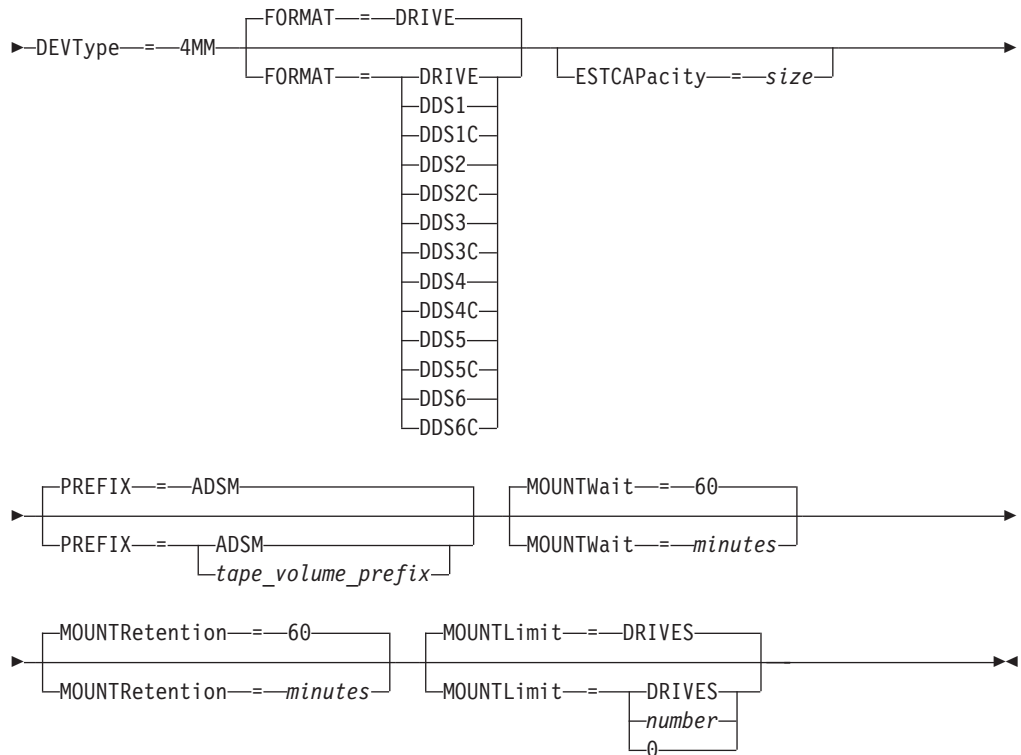 FORMAT = DRIVE
DEVType = 4MM
FORMAT = DRIVE
ESTCAPacity = size
DDS1
DDS1C
DDS2
DDS2C
DDS3
DDS3C
DDS4
DDS4C
DDS5
DDS5C
DDS6
DDS6C
PREFIX = ADSM
MOUNTWait = 60
PREFIX = ADSM
tape_volume_prefix
MOUNTWait = minutes
MOUNTRetention = 60
MOUNTLimit = DRIVES
MOUNTRetention = minutes
MOUNTLimit = DRIVES
number
0